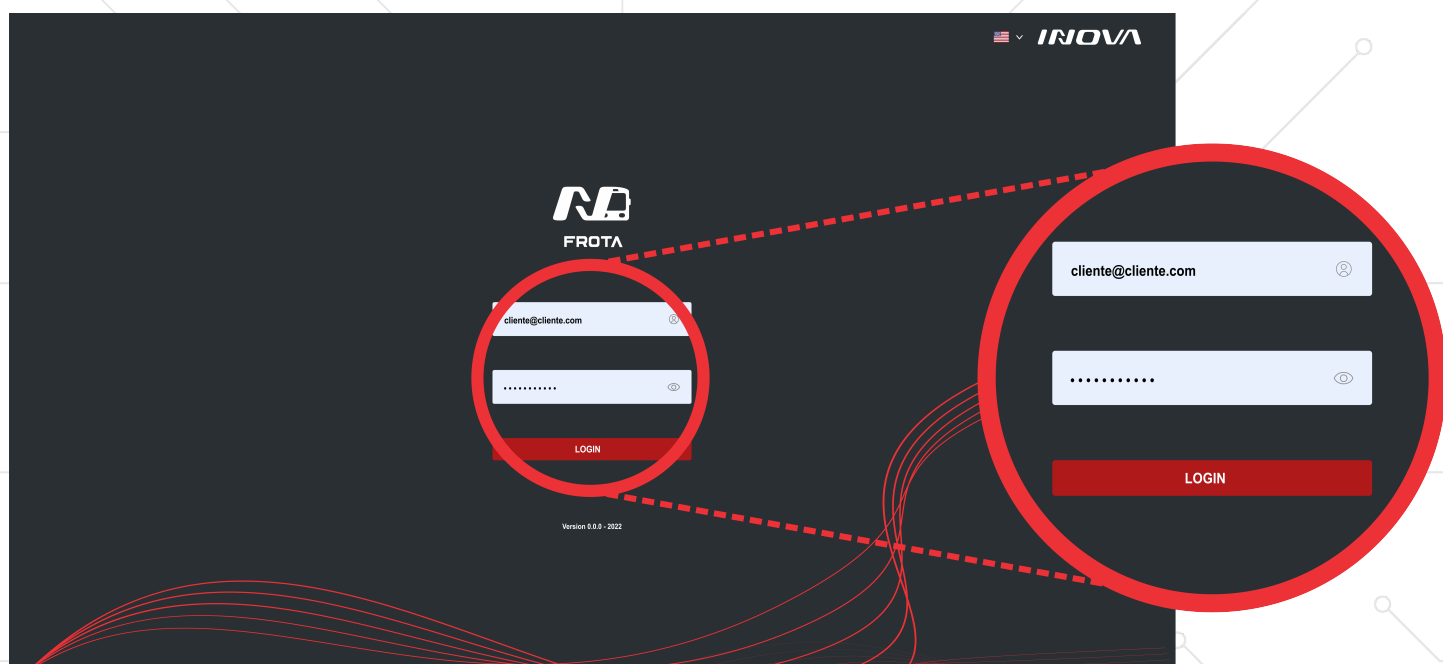 INOVA
FROTA
cliente@cliente.com
•••••••••••
LOGIN
Version 0.0.0 - 2022
cliente@cliente.com
•••••••••••
LOGIN